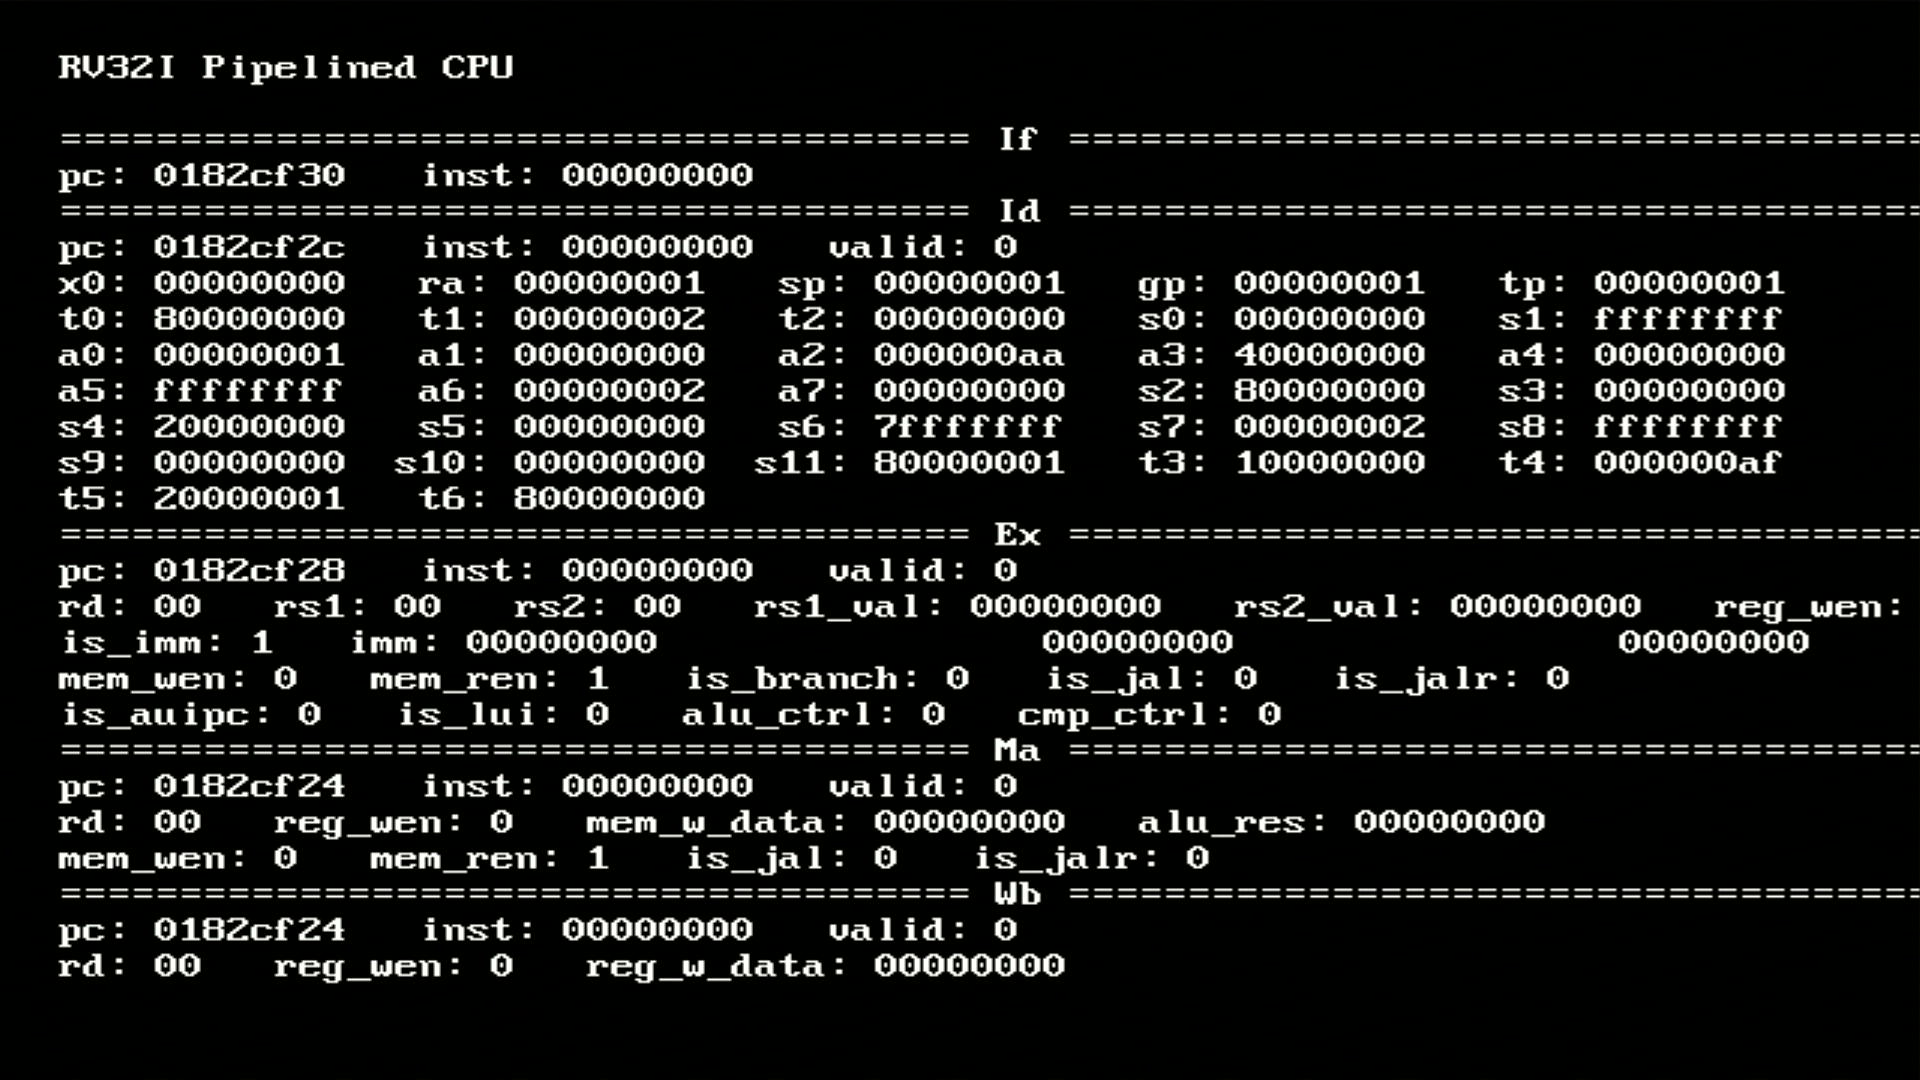 RV32I Pipelined CPU
====================================== If ====================================
pc: 0182cf30 inst: 00000000
====================================== Id ====================================
pc: 0182cf2c inst: 00000000 valid: 0
x0: 00000000 ra: 00000001 sp: 00000001 gp: 00000001 tp: 00000001
t0: 80000000 t1: 00000002 t2: 00000000 s0: 00000000 s1: ffffffff
a0: 00000001 a1: 00000000 a2: 000000aa a3: 40000000 a4: 00000000
a5: ffffffff a6: 00000002 a7: 00000000 s2: 80000000 s3: 00000000
s4: 20000000 s5: 00000000 s6: 7fffffff s7: 00000002 s8: ffffffff
s9: 00000000 s10: 00000000 s11: 80000001 t3: 10000000 t4: 000000af
t5: 20000001 t6: 80000000
====================================== Ex ====================================
pc: 0182cf28 inst: 00000000 valid: 0
rd: 00 rs1: 00 rs2: 00 rs1_val: 00000000 rs2_val: 00000000 reg_wen:
is_imm: 1 imm: 00000000 00000000 00000000
mem_wen: 0 mem_ren: 1 is_branch: 0 is_jal: 0 is_jalr: 0
is_auipc: 0 is_lui: 0 alu_ctrl: 0 cmp_ctrl: 0
====================================== Ma ====================================
pc: 0182cf24 inst: 00000000 valid: 0
rd: 00 reg_wen: 0 mem_w_data: 00000000 alu_res: 00000000
mem_wen: 0 mem_ren: 1 is_jal: 0 is_jalr: 0
====================================== Wb ====================================
pc: 0182cf24 inst: 00000000 valid: 0
rd: 00 reg_wen: 0 reg_w_data: 00000000